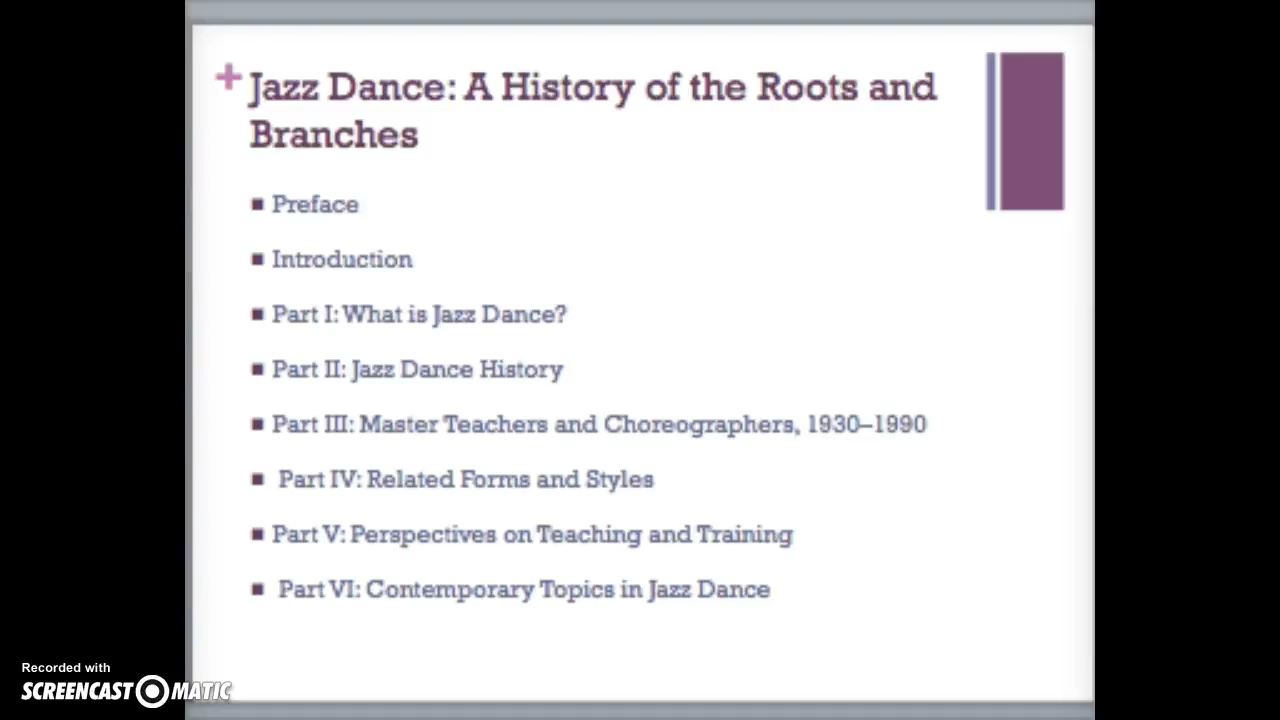 Jazz Dance: A History of the Roots and
Branches
Preface
Introduction
Part I: What is Jazz Dance?
Part II: Jazz Dance History
Part III: Master Teachers and Choreographers, 1930–1990
Part IV: Related Forms and Styles
Part V: Perspectives on Teaching and Training
Part VI: Contemporary Topics in Jazz Dance
Recorded with
SCREENCAST MATIC